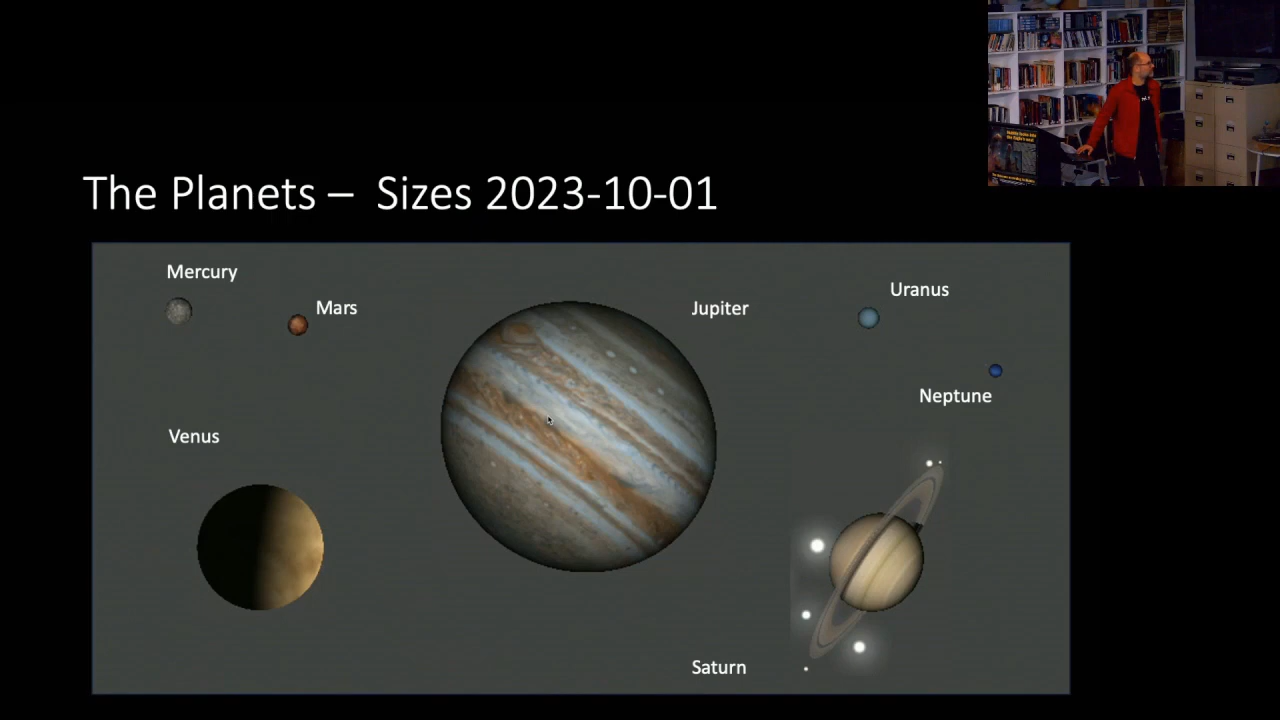 The Planets – Sizes 2023-10-01
Mercury
Mars
Jupiter
Uranus
Neptune
Venus
Saturn